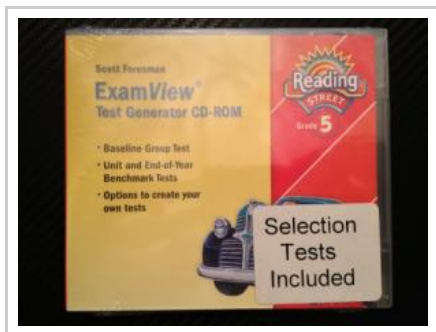 Scott Foresman
ExamView®
Test Generator CD-ROM
• Baseline Group Test
• Unit and End-of-Year
Benchmark Tests
• Options to create your
own tests
Reading
STREET
Grade 5
Selection
Tests
Included